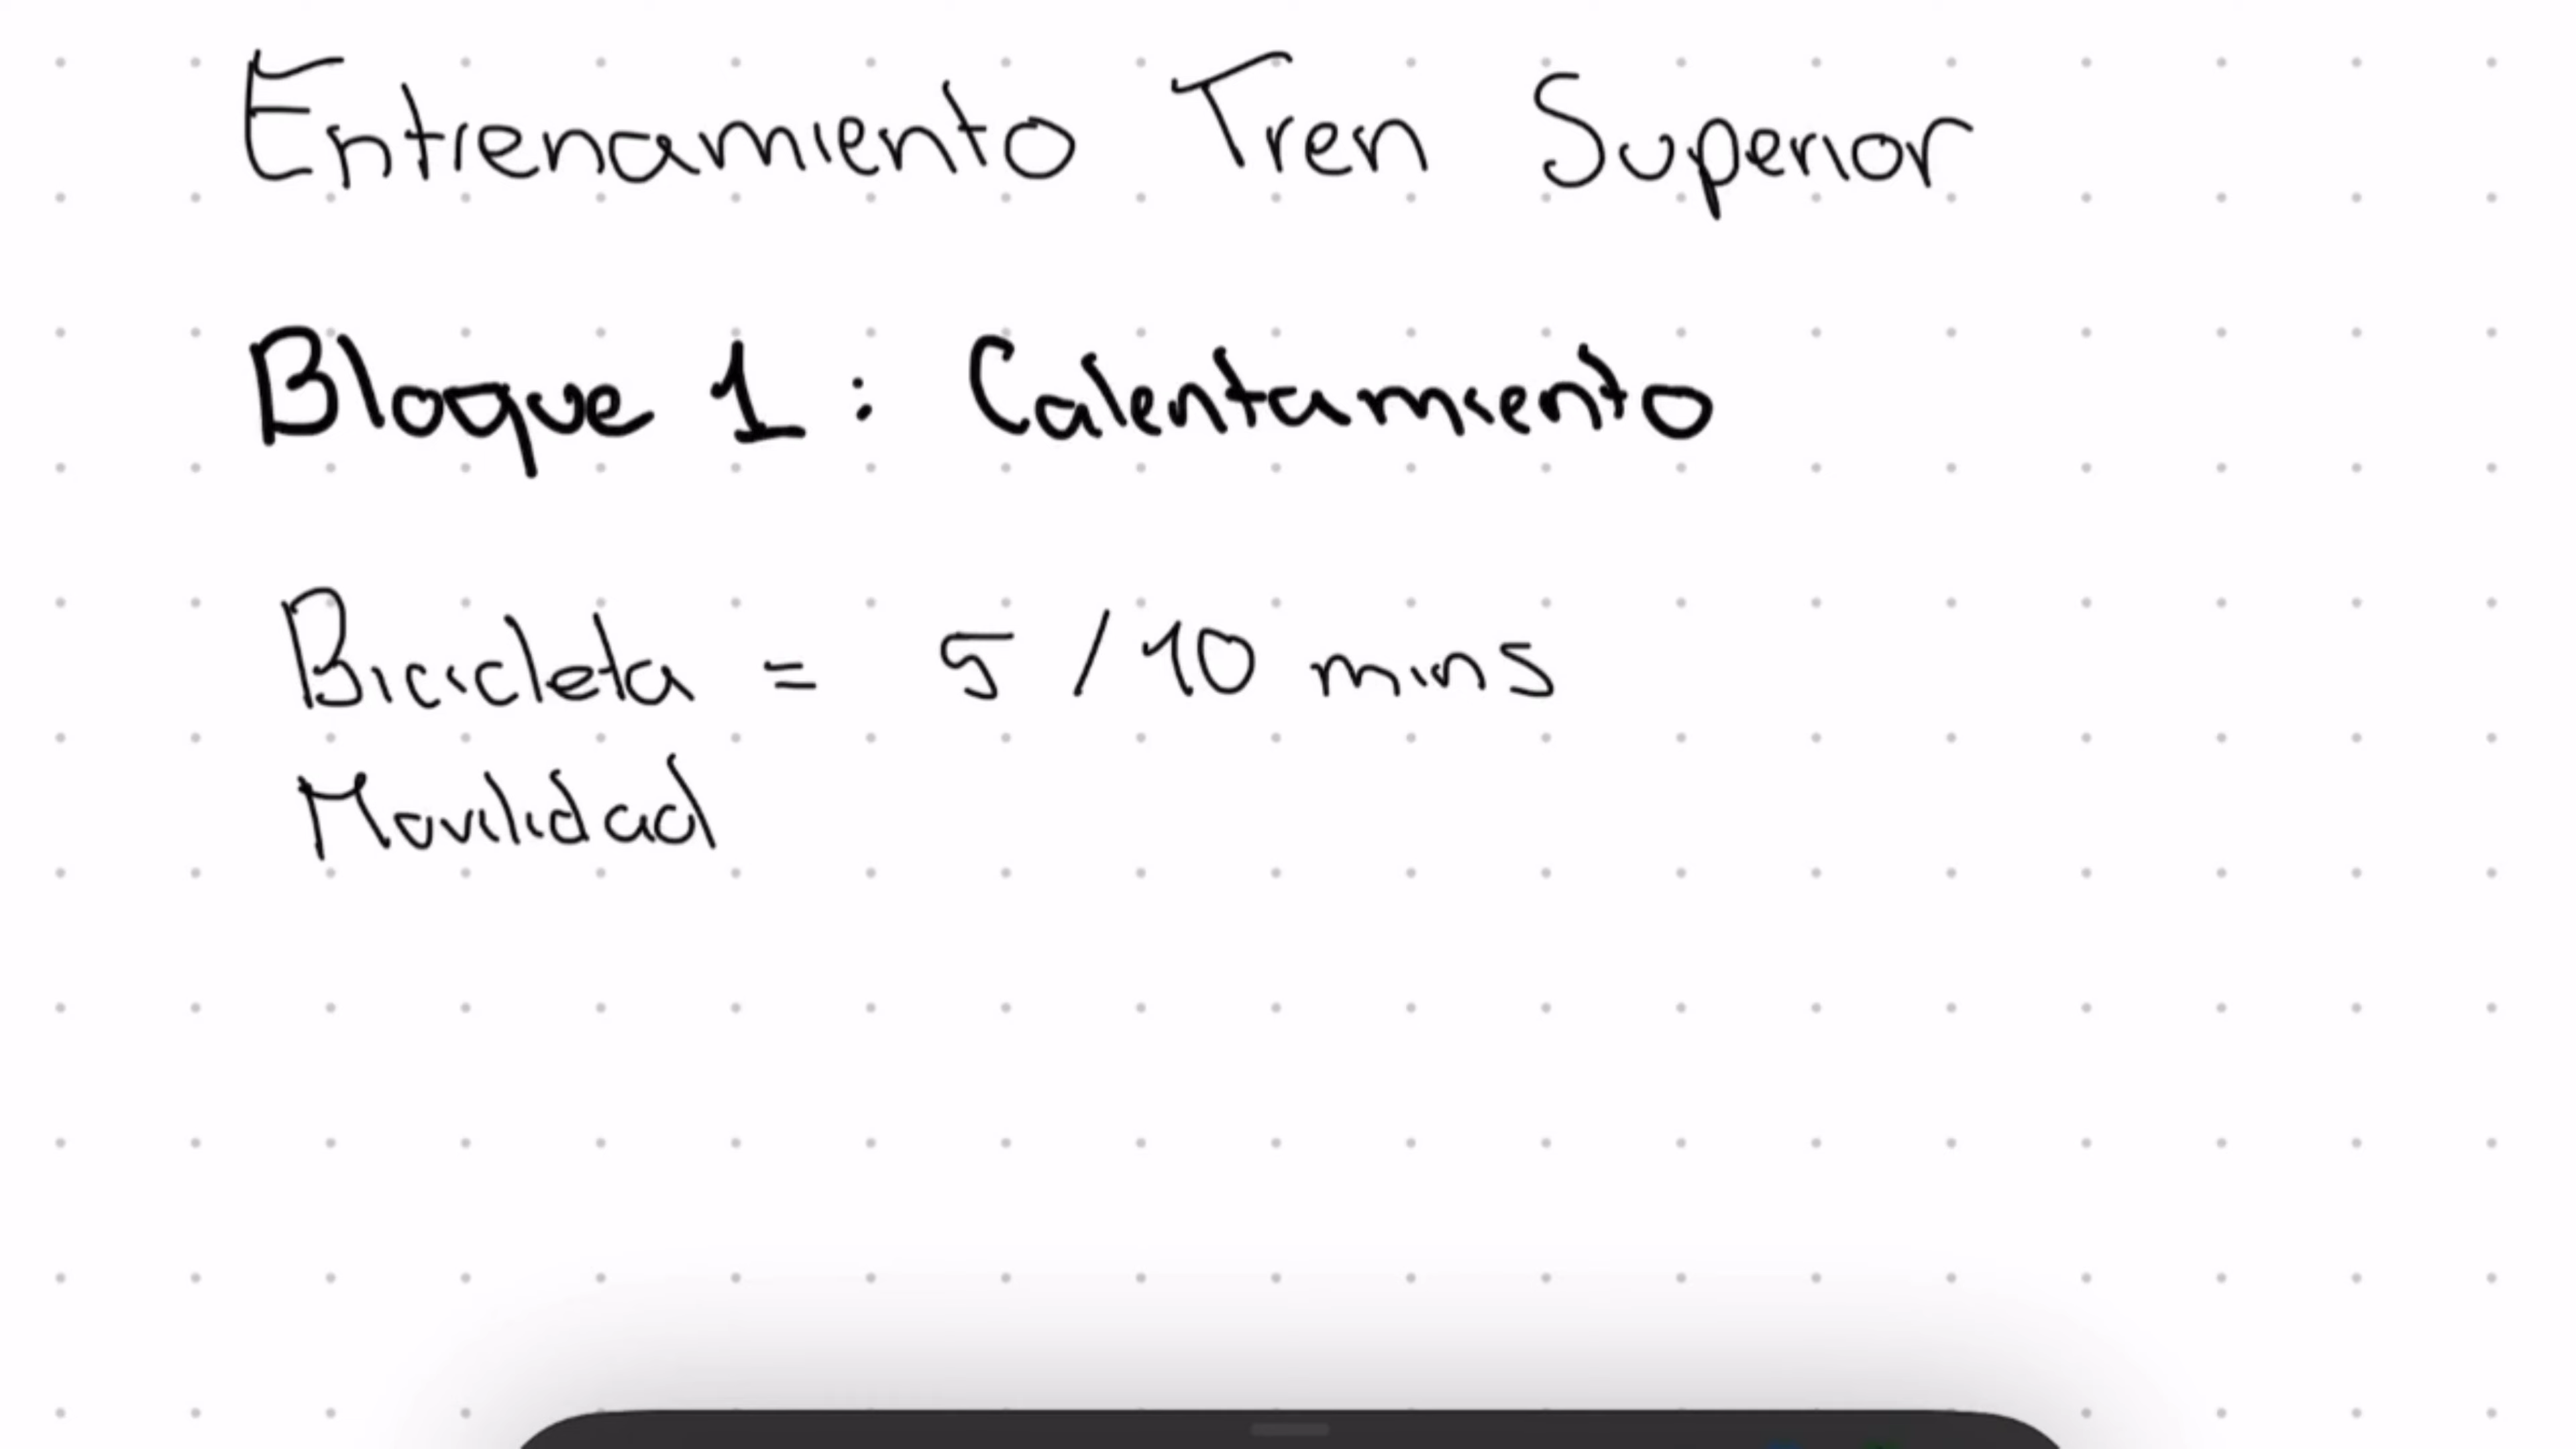 Entrenamiento Tren Superior
Bloque 1 : Calentamiento
Bicicleta = 5 / 10 mins
Movilidad